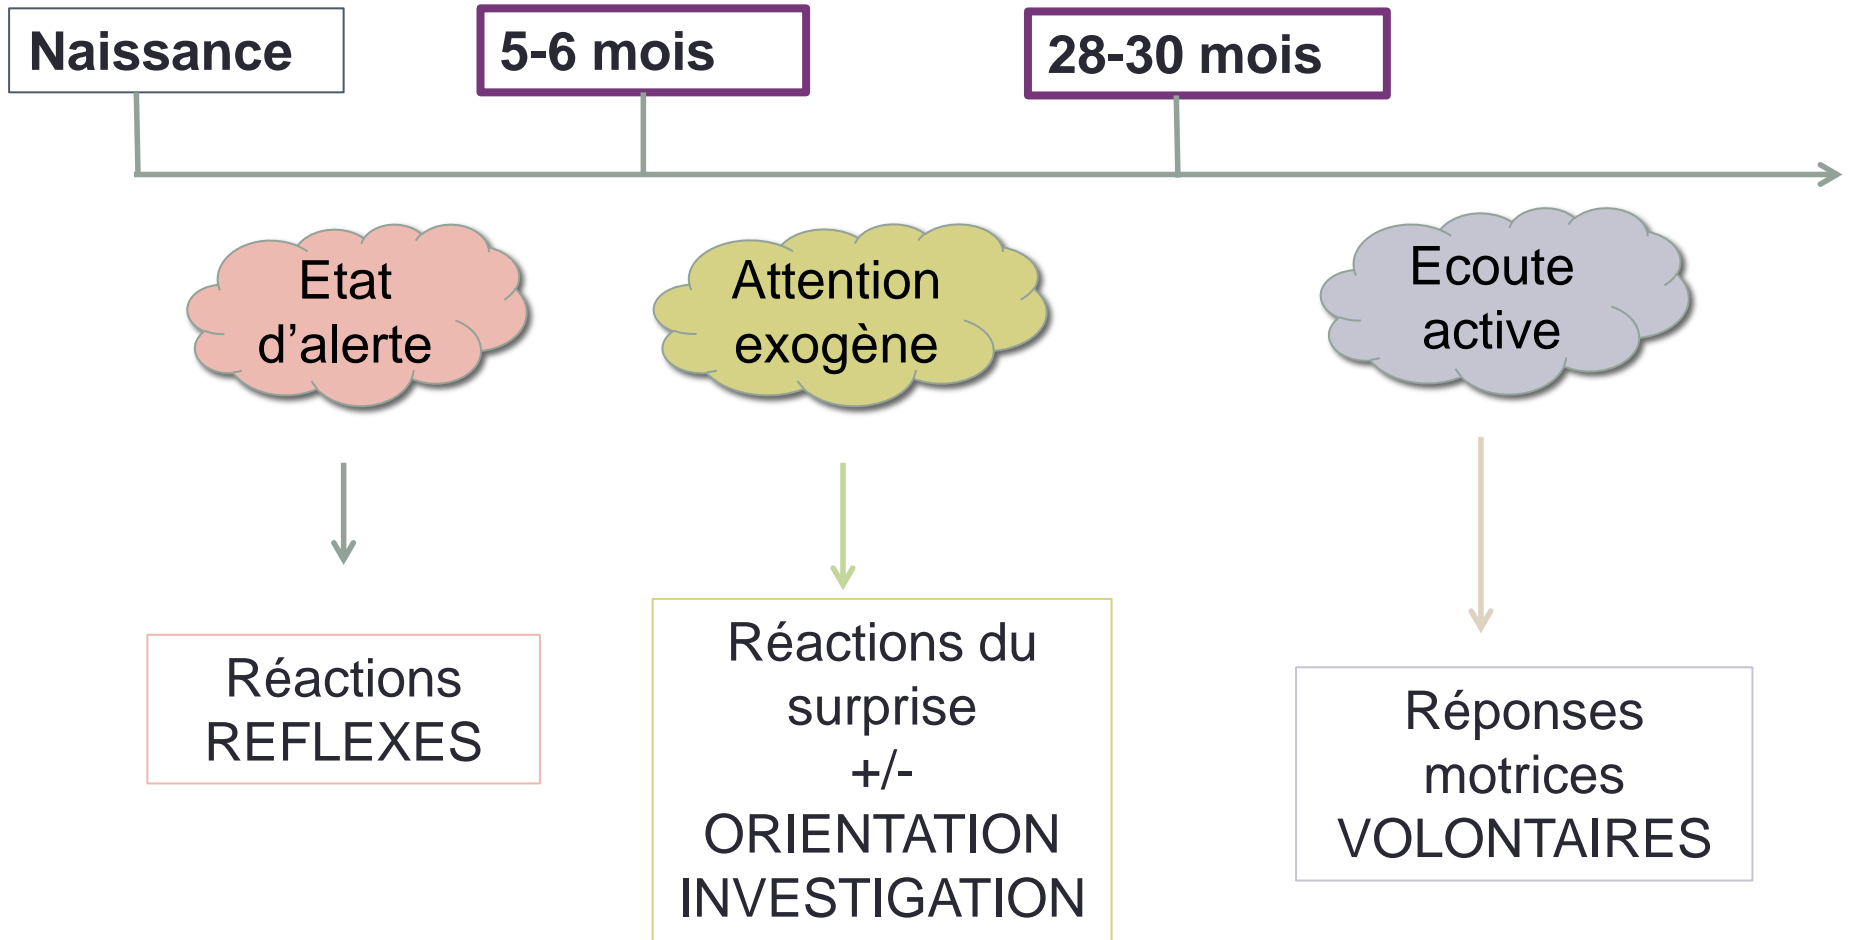 Naissance
5-6 mois
28-30 mois
Etat
d’alerte
Attention
exogène
Ecoute
active
Réactions
REFLEXES
Réactions du
surprise
+/-
ORIENTATION
INVESTIGATION
Réponses
motrices
VOLONTAIRES